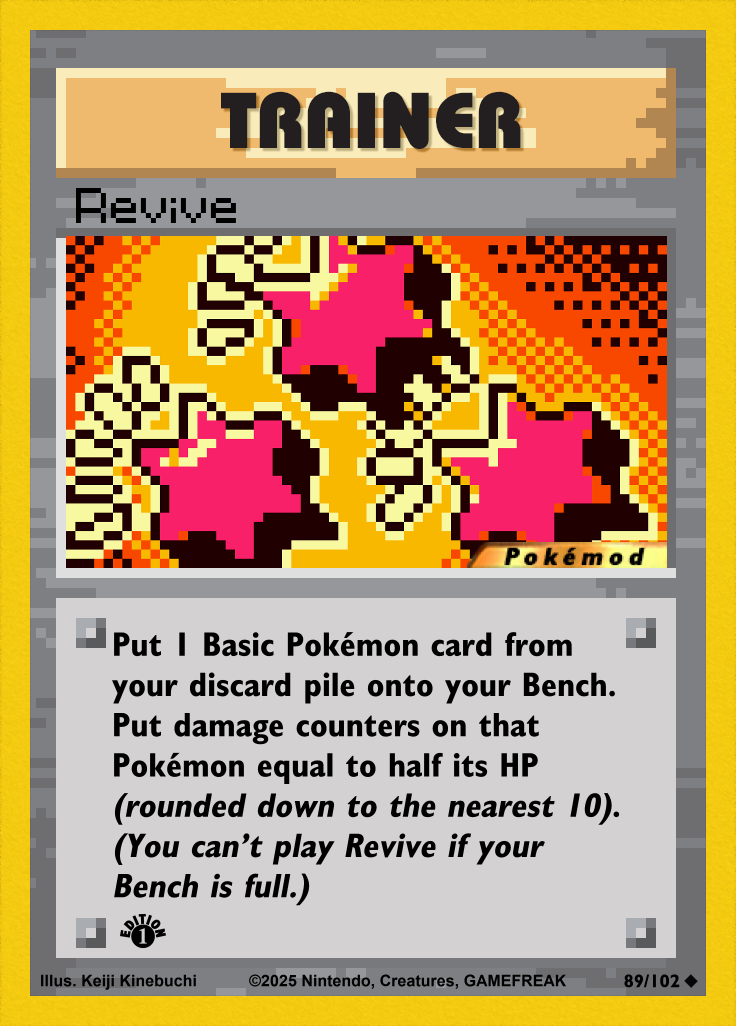 TRAINER
Revive
Pokémod
Put 1 Basic Pokémon card from
your discard pile onto your Bench.
Put damage counters on that
Pokémon equal to half its HP
(rounded down to the nearest 10).
(You can't play Revive if your
Bench is full.)
EDITION 1
Illus. Keiji Kinebuchi ©2025 Nintendo, Creatures, GAMEFREAK 89/102